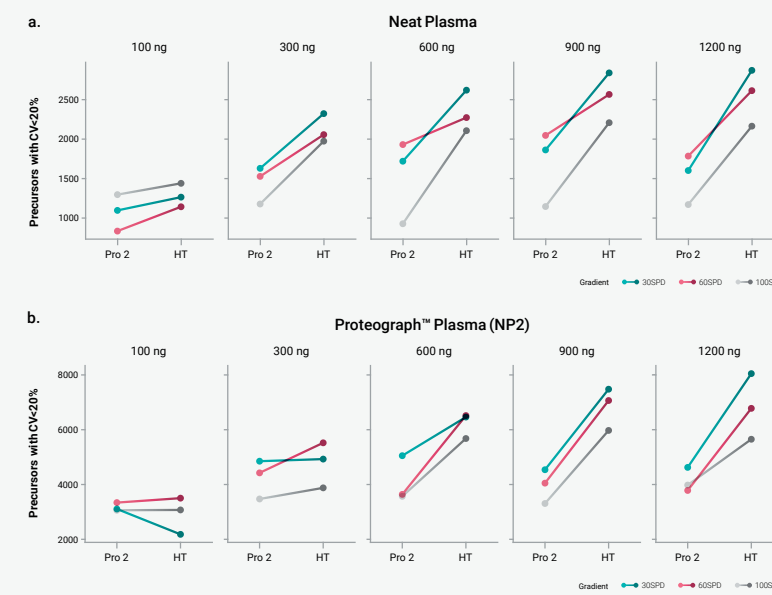 a.
Neat Plasma
100 ng 300 ng 600 ng 900 ng 1200 ng
Precursors with CV<20%
2500
2000
1500
1000
Pro 2 HT Pro 2 HT Pro 2 HT Pro 2 HT Pro 2 HT
Gradient 30SPD 60SPD 100S
b.
Proteograph™ Plasma (NP2)
100 ng 300 ng 600 ng 900 ng 1200 ng
Precursors with CV<20%
8000
6000
4000
2000
Pro 2 HT Pro 2 HT Pro 2 HT Pro 2 HT Pro 2 HT
Gradient 30SPD 60SPD 100S